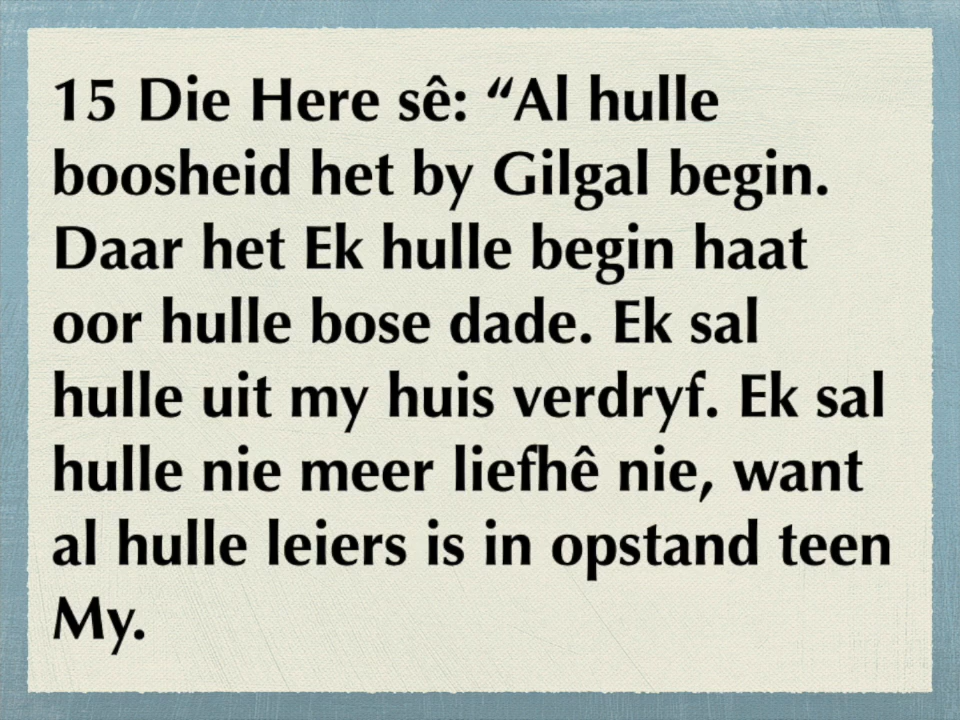 15 Die Here sê: “Al hulle
boosheid het by Gilgal begin.
Daar het Ek hulle begin haat
oor hulle bose dade. Ek sal
hulle uit my huis verdryf. Ek sal
hulle nie meer liefhê nie, want
al hulle leiers is in opstand teen
My.